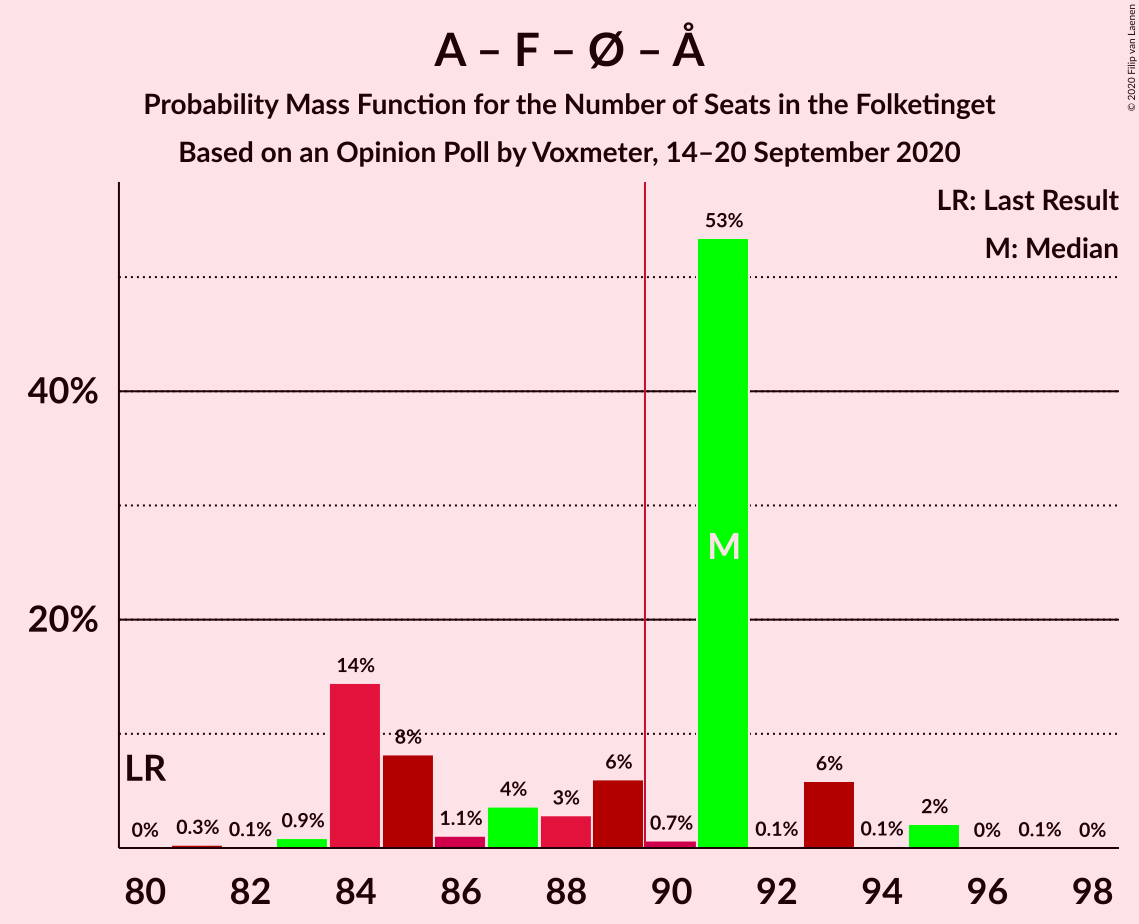 A – F – Ø – Å
Probability Mass Function for the Number of Seats in the Folketinget
Based on an Opinion Poll by Voxmeter, 14–20 September 2020
© 2020 Filip van Laenen
LR: Last Result
M: Median
53%
40%
M
20%
14%
8%
LR
6%
6%
4%
3%
2%
0%
0.3%
0.1%
0.9%
1.1%
0.7%
0.1%
0.1%
0%
0.1%
0%
80 82 84 86 88 90 92 94 96 98